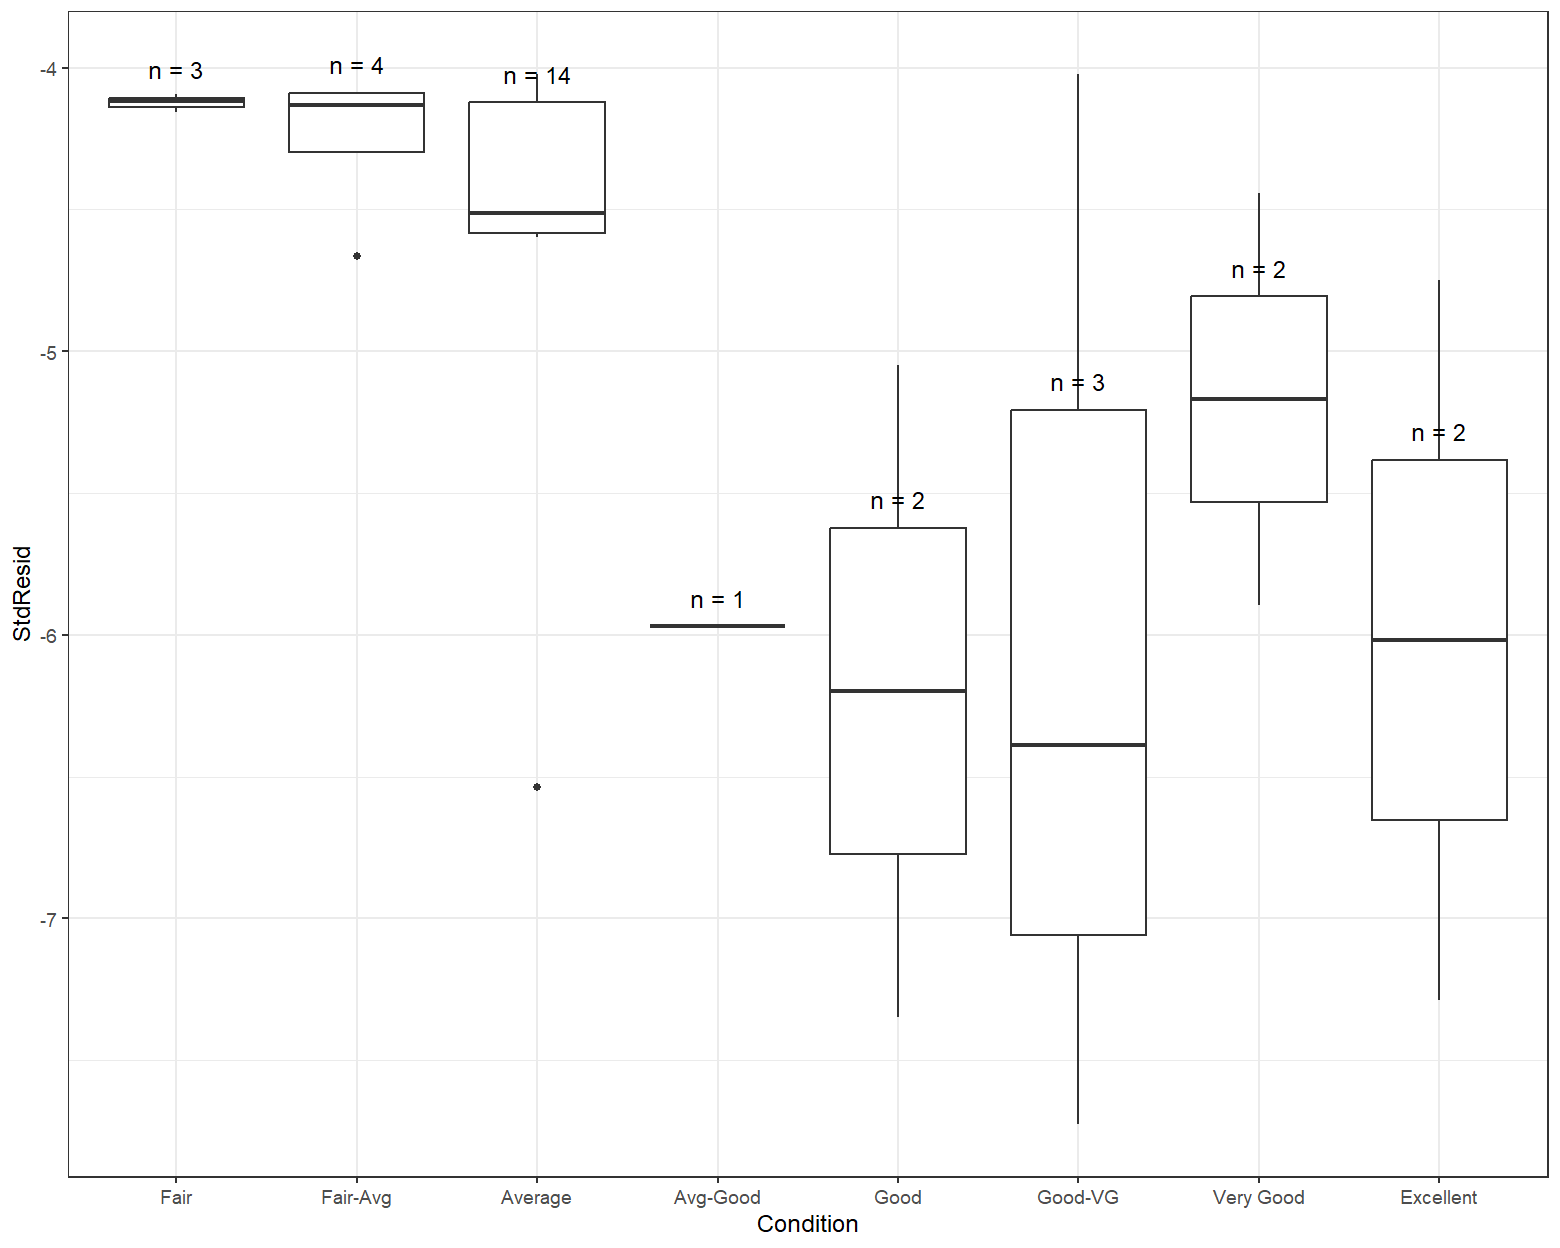 n = 3
n = 4
n = 14
n = 2
n = 3
n = 2
n = 2
n = 1
-4
-5
-6
-7
StdResid
Fair
Fair-Avg
Average
Avg-Good
Good
Good-VG
Very Good
Excellent
Condition